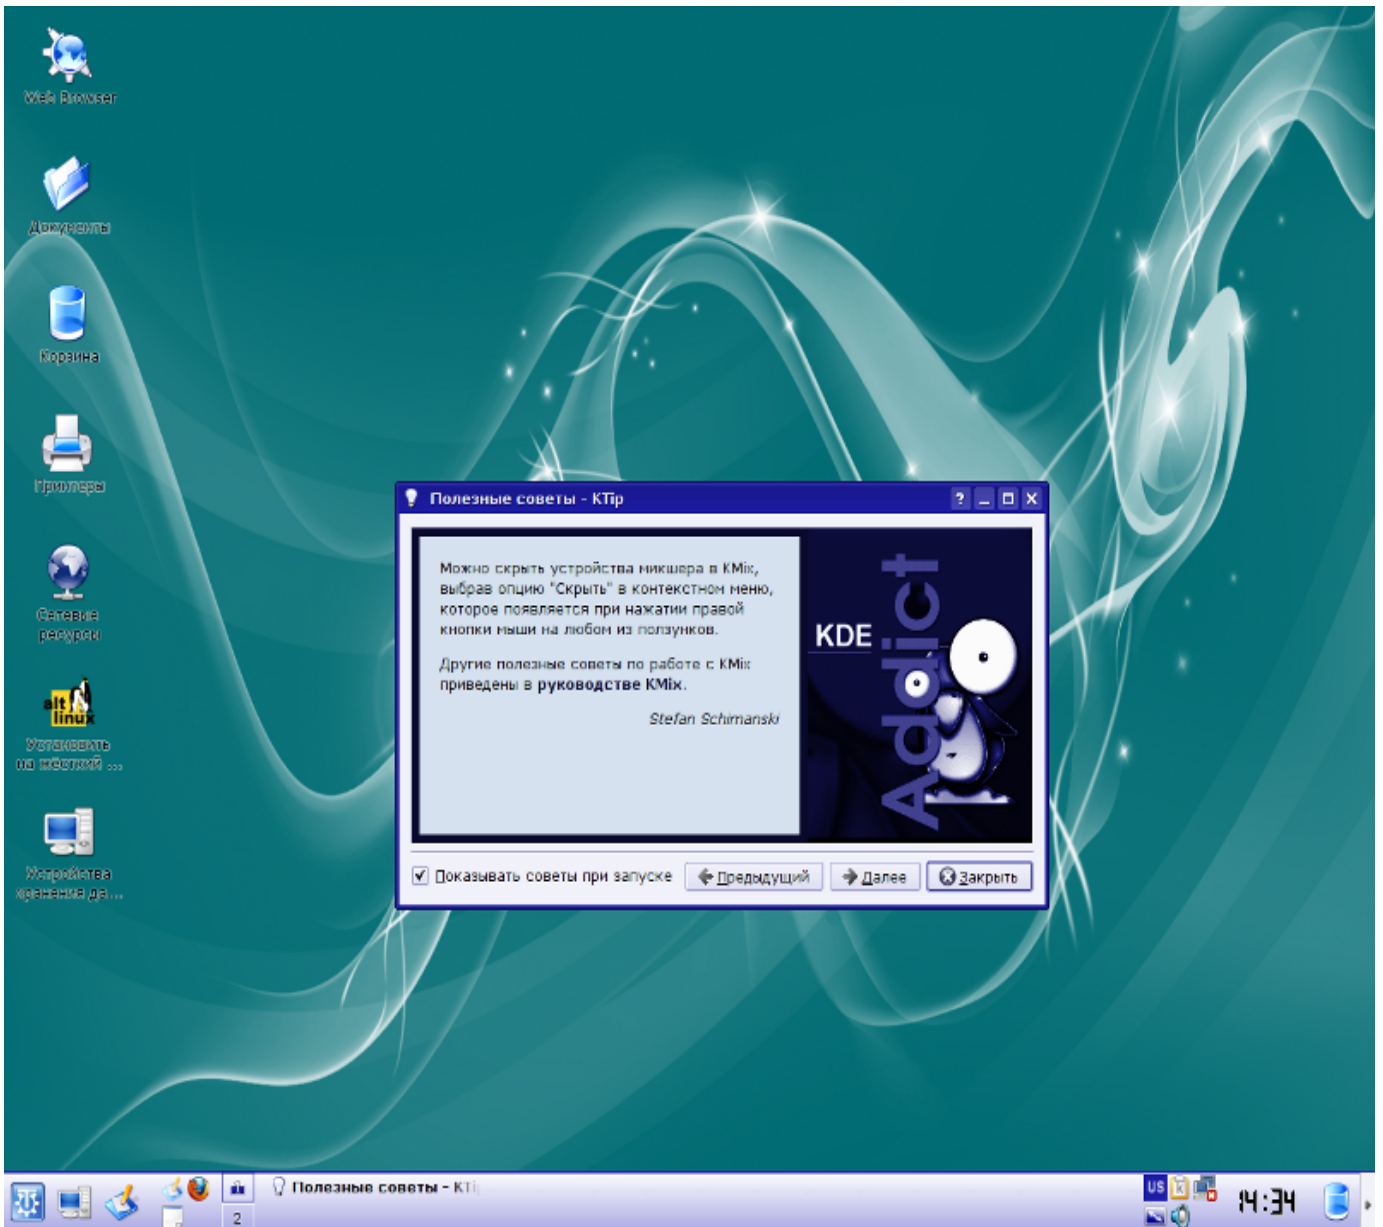 Web Browser
Документы
Корзина
Принтеры
Сетевые
ресурсы
alt
linux
Установить
на жёсткий ...
Устройства
хранения да...
Полезные советы - KTip
Можно скрыть устройства микшера в KMix,
выбрав опцию "Скрыть" в контекстном меню,
которое появляется при нажатии правой
кнопки мыши на любом из ползунков.
Другие полезные советы по работе с KMix
приведены в руководстве KMix.
Stefan Schimanski
KDE
Addict
Показывать советы при запуске
Предыдущий
Далее
Закрыть
2
Полезные советы - KTi
US
14:34